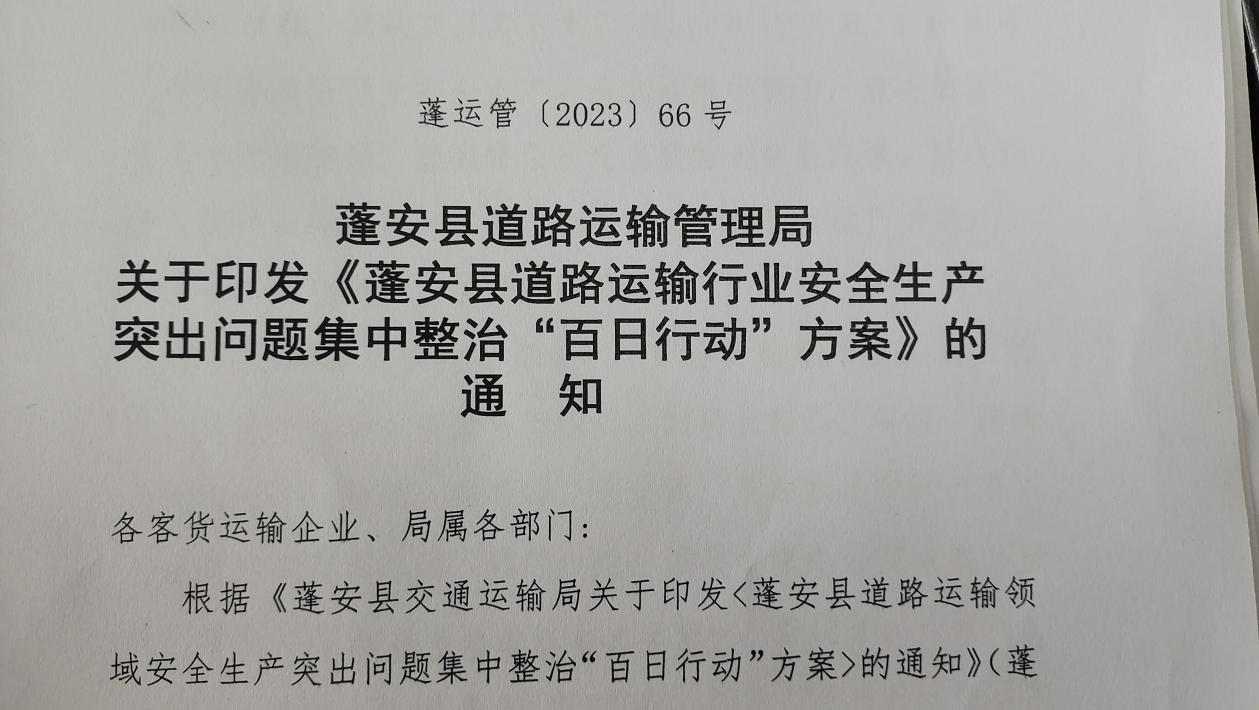 蓬运管〔2023〕66 号
蓬安县道路运输管理局
关于印发《蓬安县道路运输行业安全生产
突出问题集中整治“百日行动”方案》的
通 知
各客货运输企业、局属各部门:
根据《蓬安县交通运输局关于印发<蓬安县道路运输领
域安全生产突出问题集中整治“百日行动”方案>的通知》(蓬